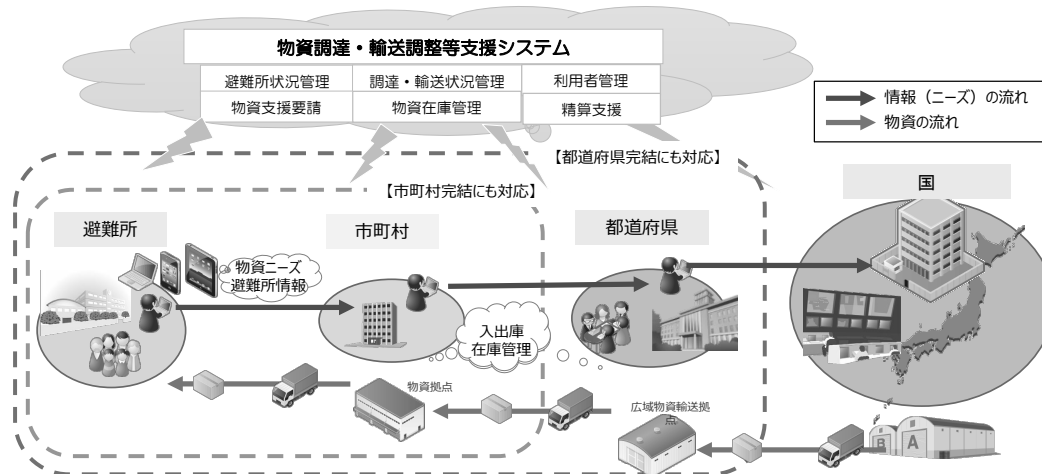 物資調達・輸送調整等支援システム
避難所状況管理
調達・輸送状況管理
利用者管理
物資支援要請
物資在庫管理
精算支援
情報（ニーズ）の流れ
物資の流れ
【都道府県完結にも対応】
【市町村完結にも対応】
国
避難所
市町村
都道府県
物資ニーズ
避難所情報
入出庫
在庫管理
物資拠点
広域物資輸送拠
点
B
A